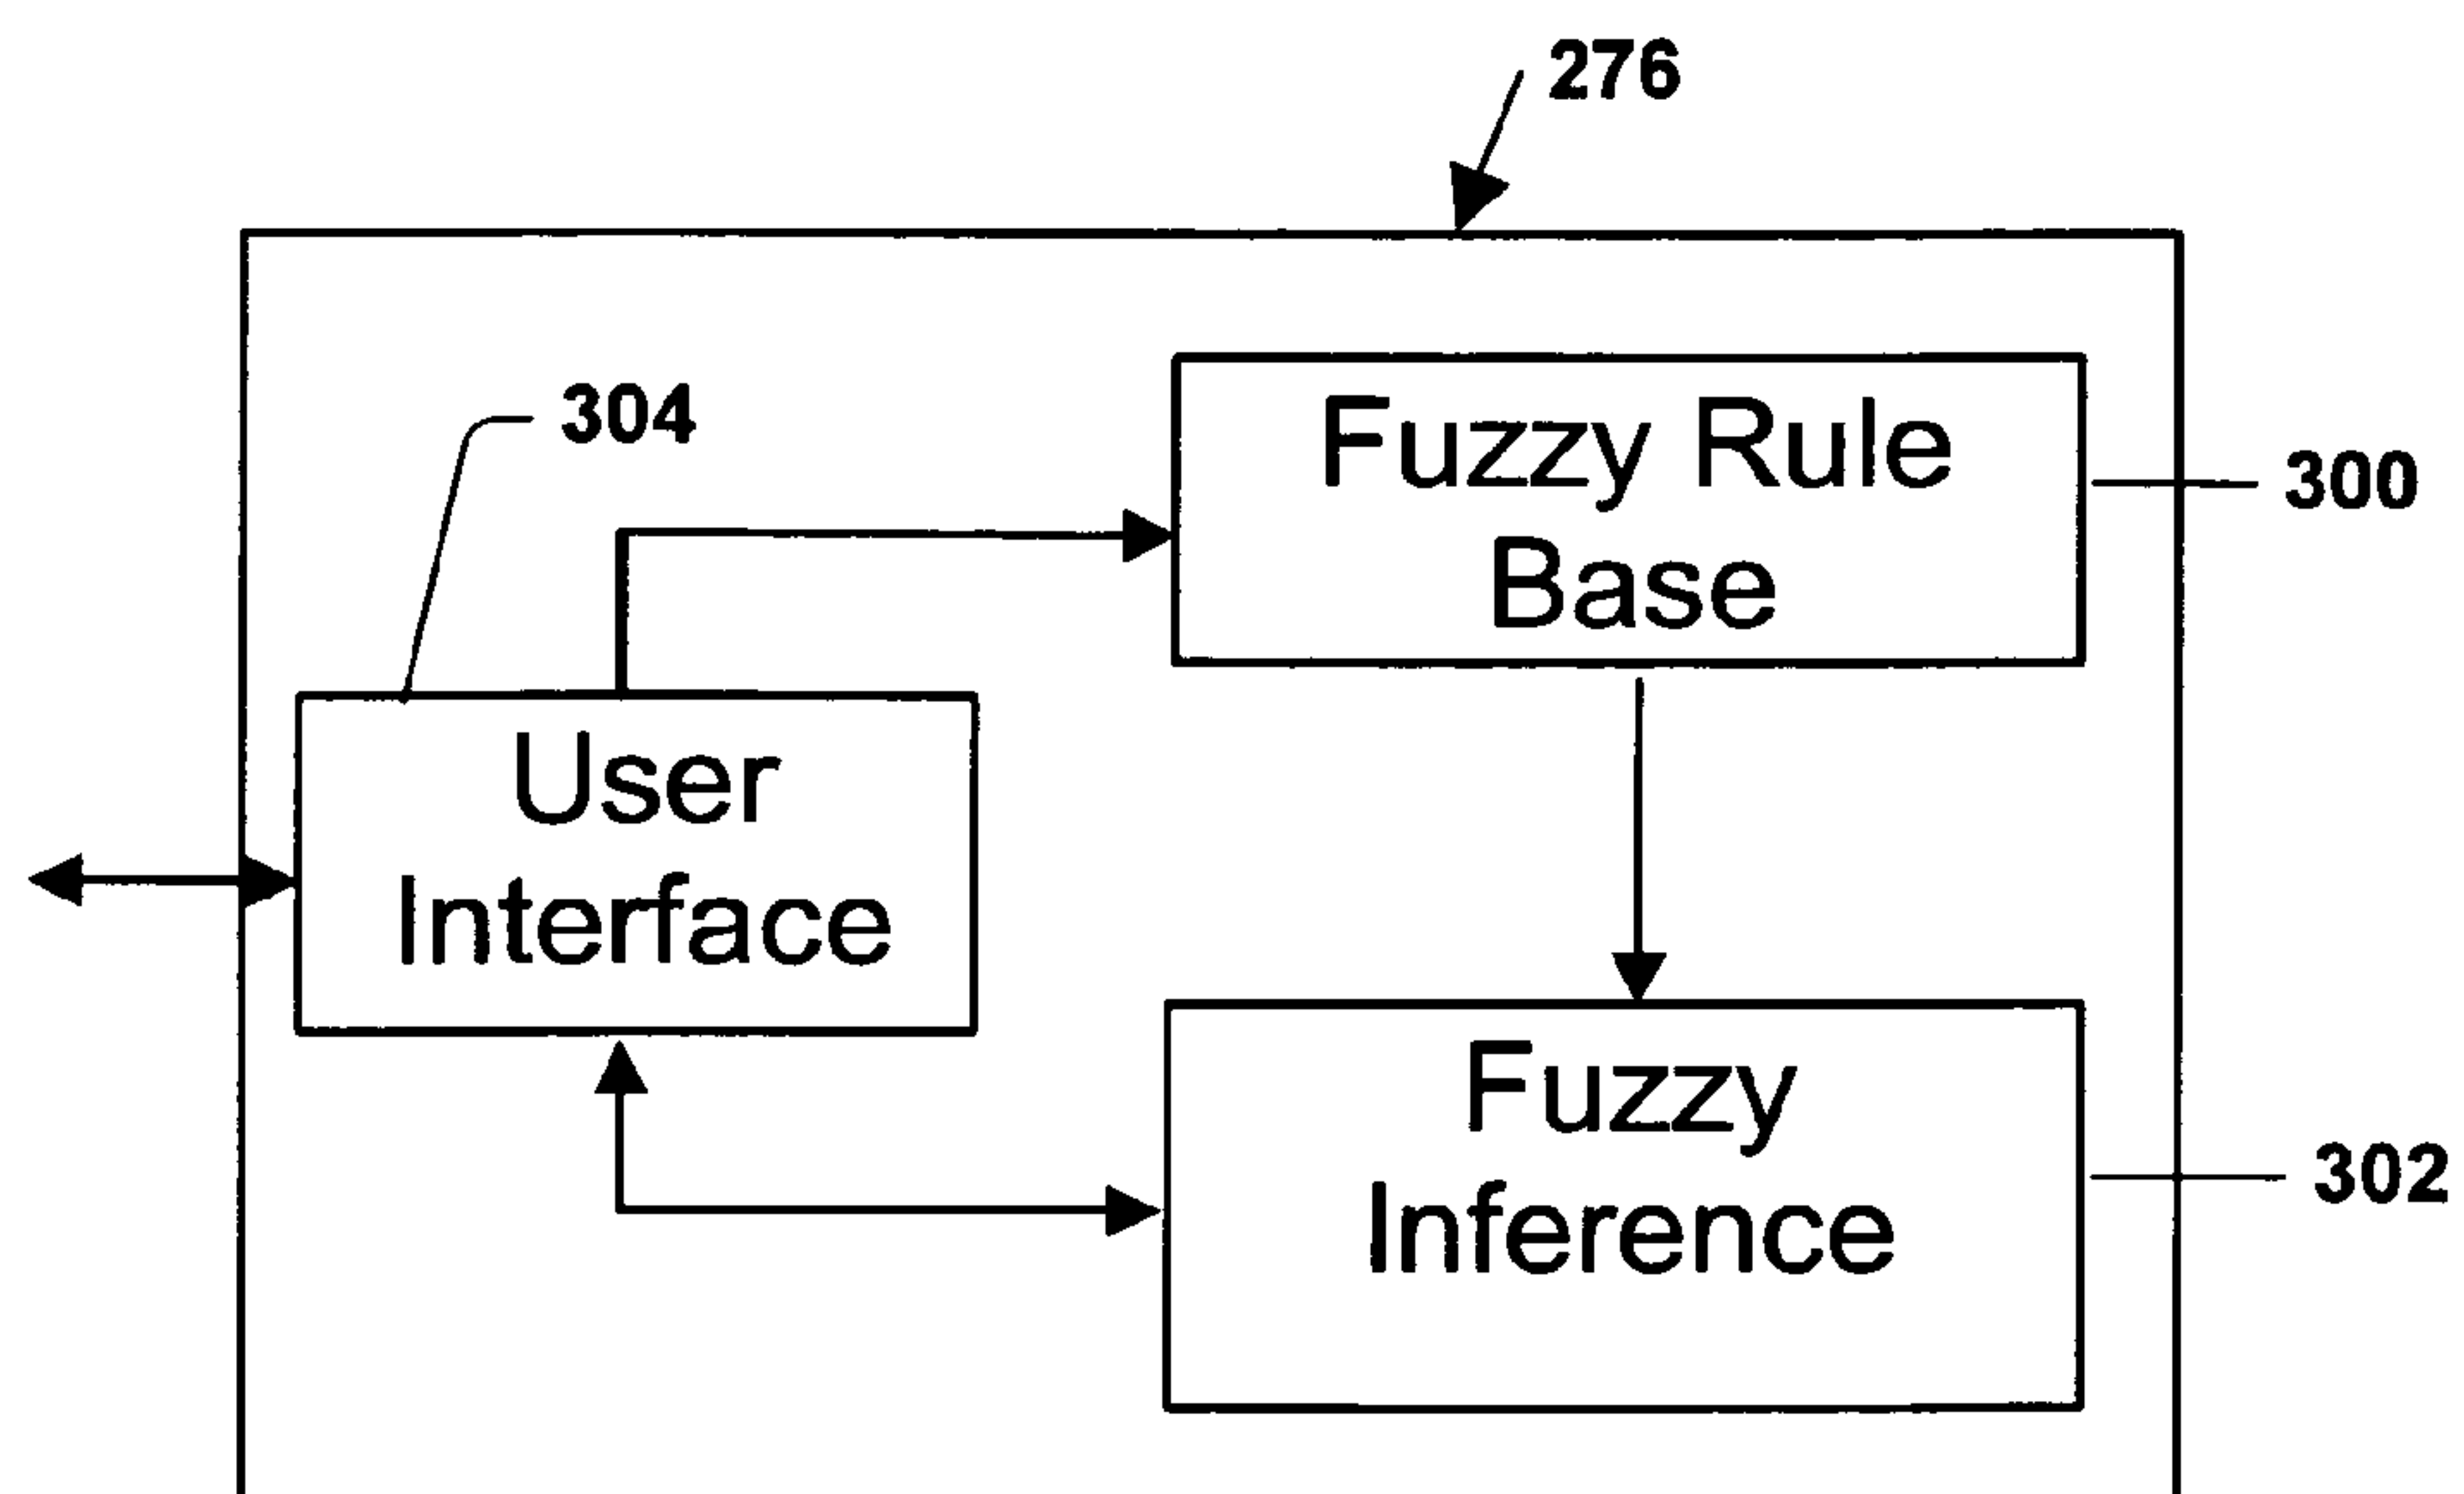 276
304
Fuzzy Rule
Base
300
User
Interface
Fuzzy
Inference
302